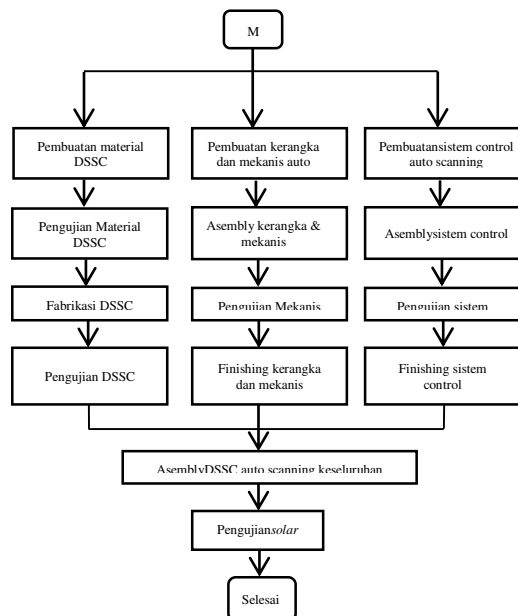 M
Pembuatan material
DSSC
Pengujian Material
DSSC
Fabrikasi DSSC
Pengujian DSSC
Pembuatan kerangka
dan mekanis auto
Asembly kerangka &
mekanis
Pengujian Mekanis
Finishing kerangka
dan mekanis
Pembuatansistem control
auto scanning
Asemblysistem control
Pengujian sistem
Finishing sistem
control
AsemblyDSSC auto scanning keseluruhan
Pengujiansolar
Selesai